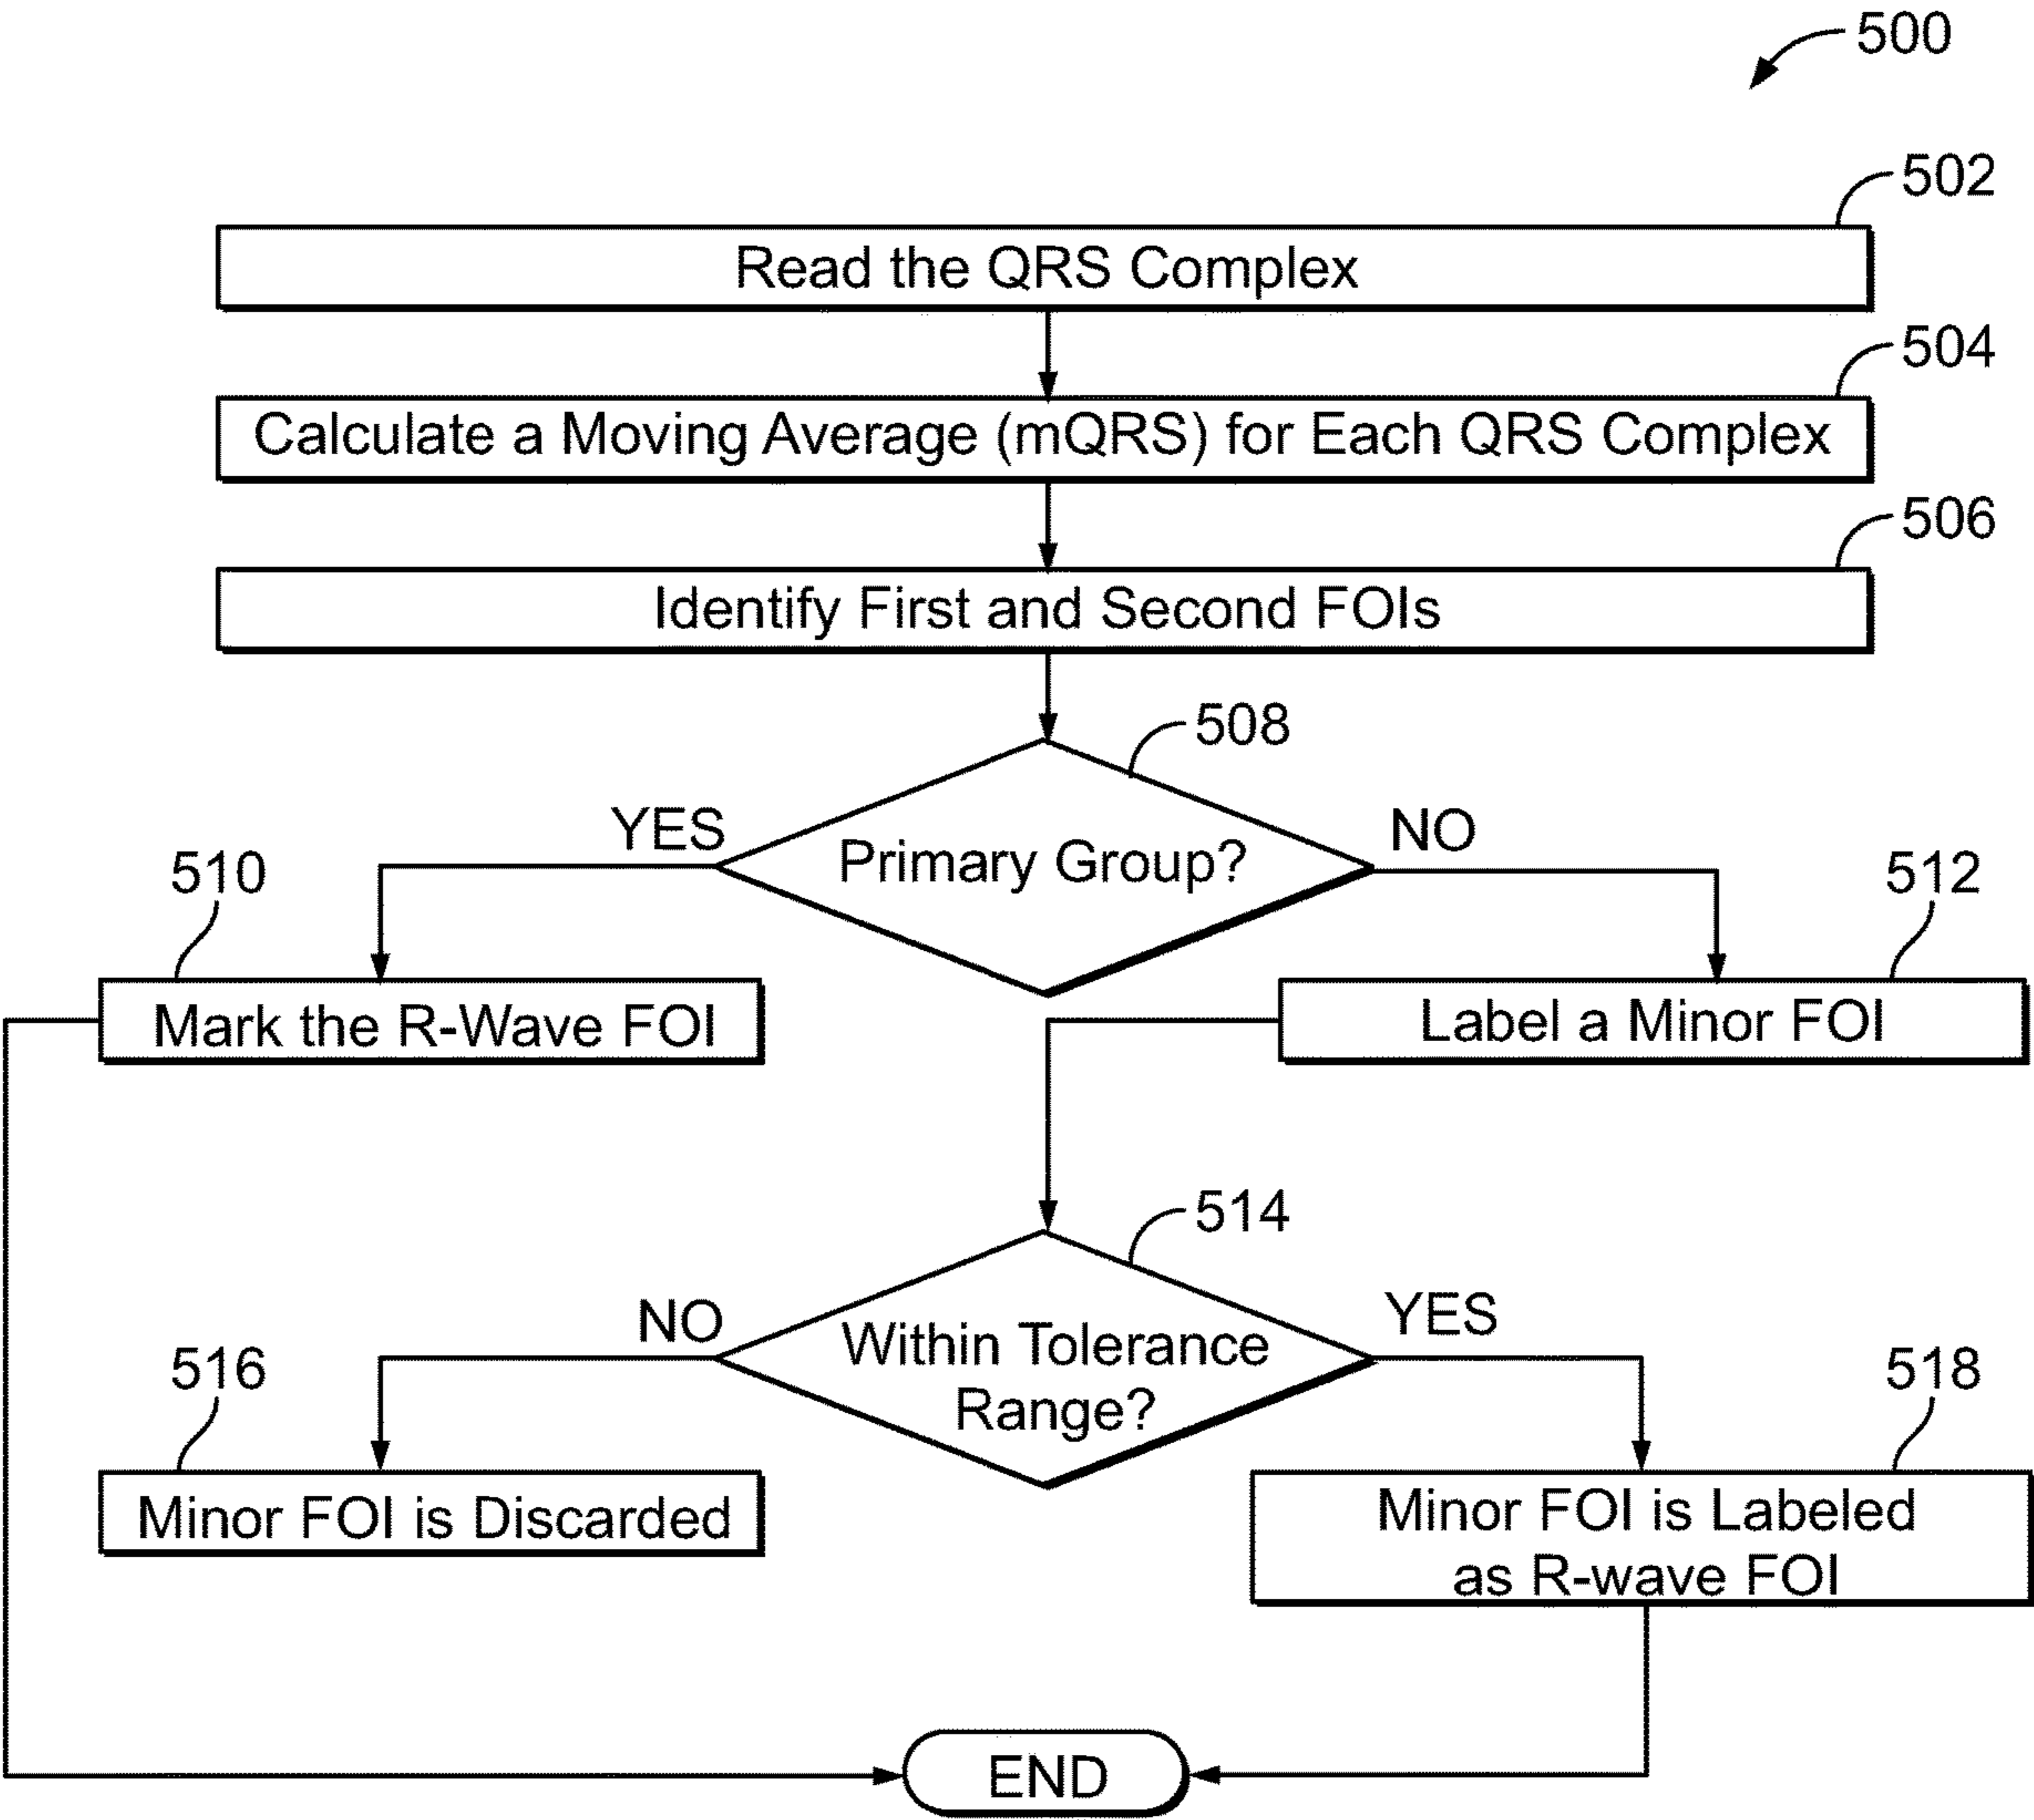 500
502
Read the QRS Complex
504
Calculate a Moving Average (mQRS) for Each QRS Complex
506
Identify First and Second FOIs
508
YES
NO
Primary Group?
510
512
Mark the R-Wave FOI
Label a Minor FOI
514
NO
YES
Within Tolerance
Range?
516
518
Minor FOI is Discarded
Minor FOI is Labeled
as R-wave FOI
END